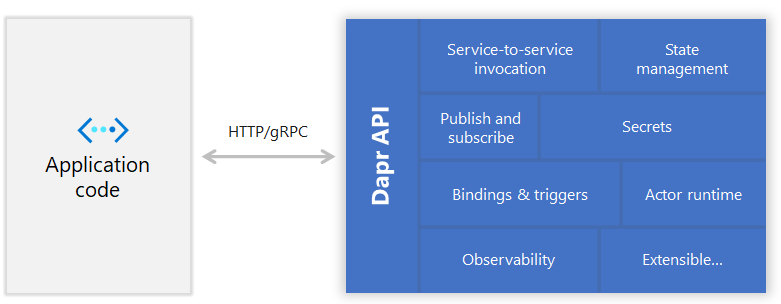 Application
code
HTTP/gRPC
Dapr API
Service-to-service
invocation
State
management
Publish and
subscribe
Secrets
Bindings & triggers
Actor runtime
Observability
Extensible...